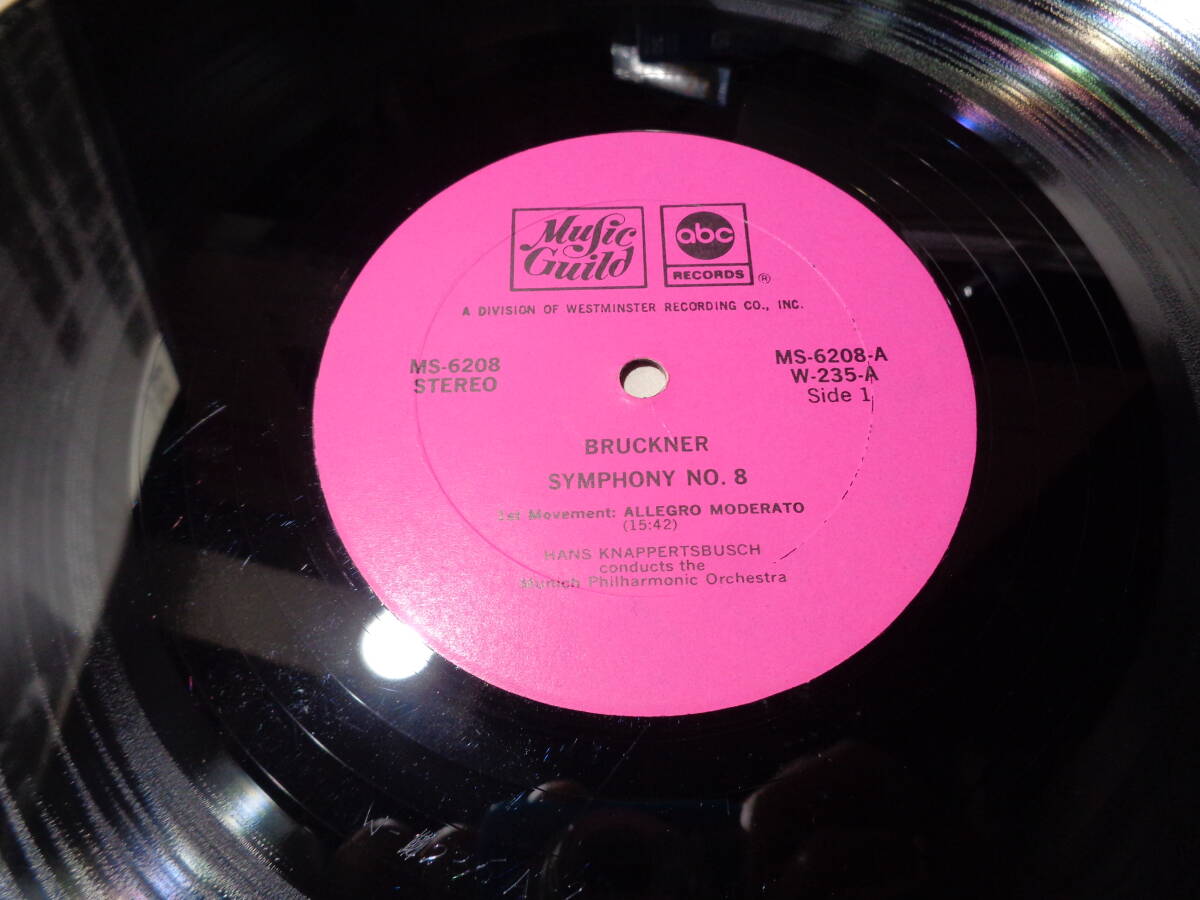 Music Guild
abc
RECORDS
®
A DIVISION OF WESTMINSTER RECORDING CO., INC.
MS-6208
STEREO
MS-6208-A
W-235-A
Side 1
BRUCKNER
SYMPHONY NO. 8
1st Movement: ALLEGRO MODERATO
(15:42)
HANS KNAPPERTSBUSCH
conducts the
Munich Philharmonic Orchestra